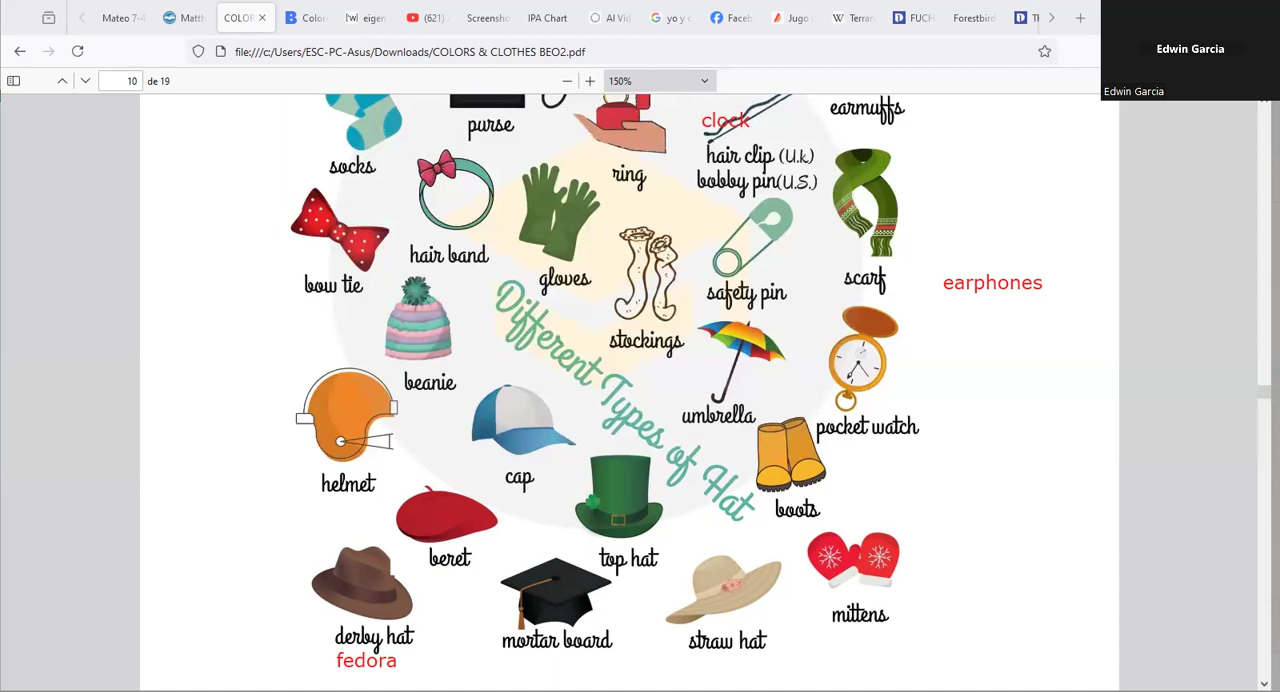 Mateo 7-4
Matth
COLOR
Color
eigen
(621)
Screensho
IPA Chart
AI Vid
yo y c
Faceb
Jugo
Terran
FUCH
Forestbird
Th
file:///c:/Users/ESC-PC-Asus/Downloads/COLORS & CLOTHES BEO2.pdf
Edwin Garcia
Edwin Garcia
10 de 19
150%
purse
clock
earmuffs
socks
ring
hair clip (U.k)
bobby pin(U.S.)
hair band
bow tie
gloves
safety pin
scarf
earphones
stockings
Different Types of Hat
beanie
umbrella
pocket watch
helmet
cap
boots
beret
top hat
mittens
derby hat
mortar board
straw hat
fedora